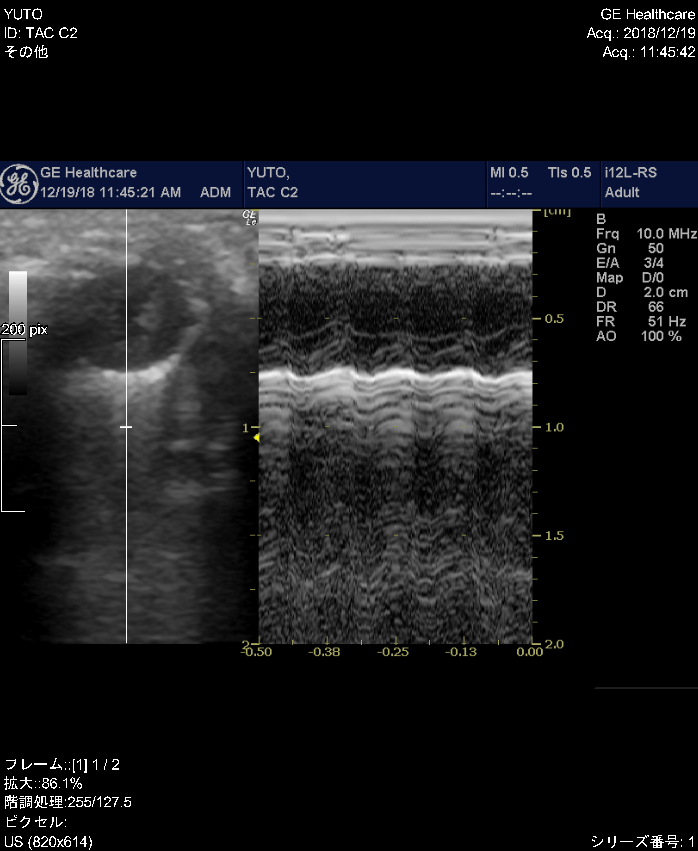 YUTO
ID: TAC C2
その他
GE Healthcare
Acq.: 2018/12/19
Acq.: 11:45:42
GE Healthcare
12/19/18 11:45:21 AM ADM
YUTO,
TAC C2
MI 0.5 TIs 0.5
--:--:--
i12L-RS
Adult
GE
B
Frq 10.0 MHz
Gn 50
E/A 3/4
Map D/0
D 2.0 cm
DR 66
FR 51 Hz
AO 100 %
200 pix
0.5
1
1.0
1.5
2
2.0
-0.50 -0.38 -0.25 -0.13 0.00
フレーム::[1] 1 / 2
拡大::86.1%
階調処理:255/127.5
ピクセル:
US (820x614)
シリーズ番号: 1